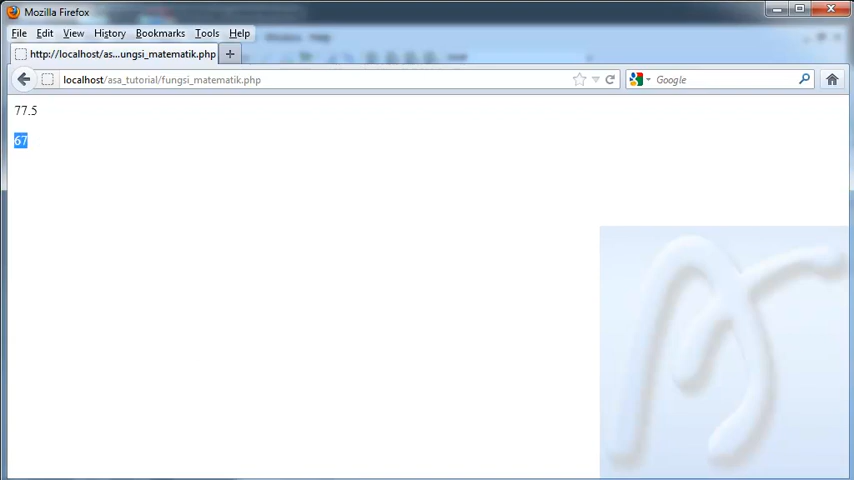 Mozilla Firefox
File Edit View History Bookmarks Tools Help
http://localhost/as...ungsi_matematik.php
localhost/asa_tutorial/fungsi_matematik.php
Google
77.5
67